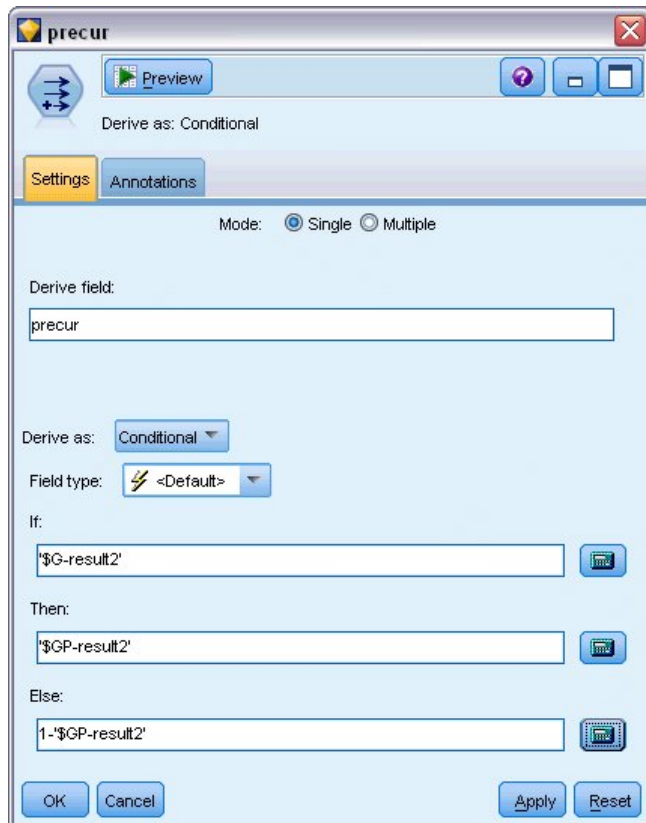 precur
Preview
?
Derive as: Conditional
Settings Annotations
Mode: Single Multiple
Derive field:
precur
Derive as: Conditional
Field type: <Default>
If:
'$G-result2'
Then:
'$GP-result2'
Else:
1-'$GP-result2'
OK Cancel Apply Reset